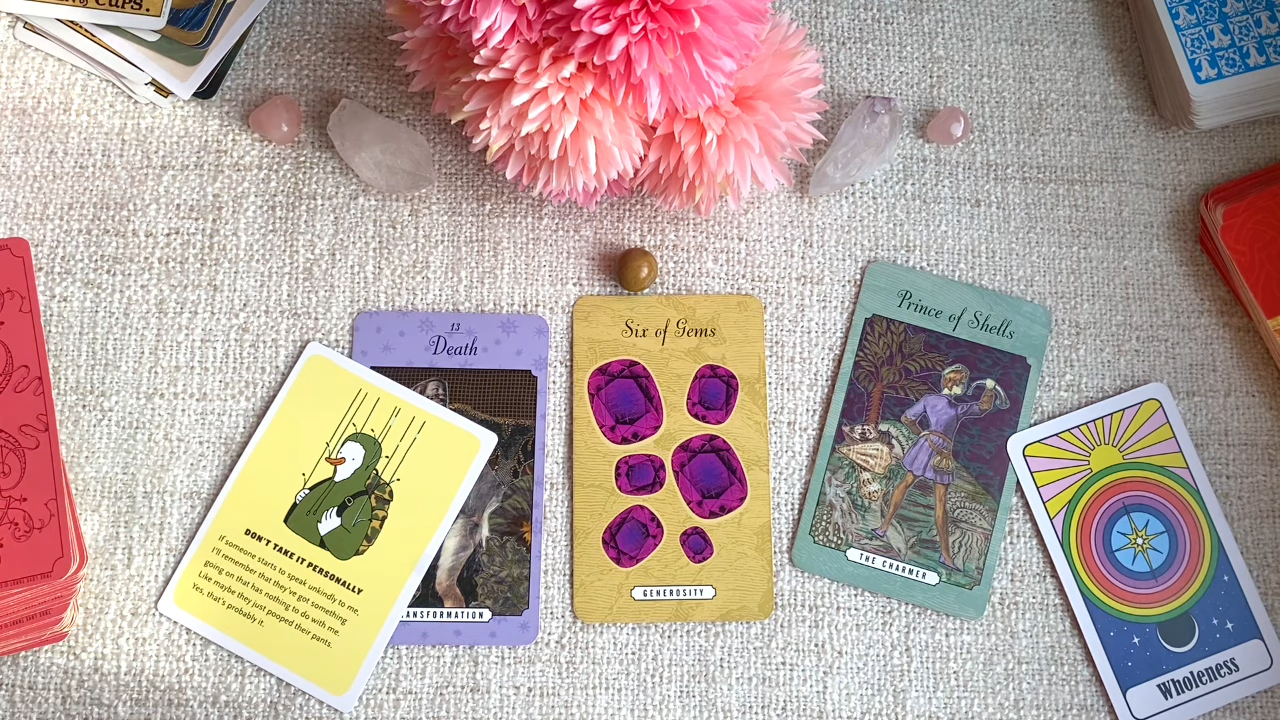 CUPS.
13
Death
ANSFORMATION
DON'T TAKE IT PERSONALLY
If someone starts to speak unkindly to me,
I'll remember that they've got something
going on that has nothing to do with me.
Like maybe they just pooped their pants.
Yes, that's probably it.
Six of Gems
GENEROSITY
Prince of Shells
THE CHARMER
Wholeness